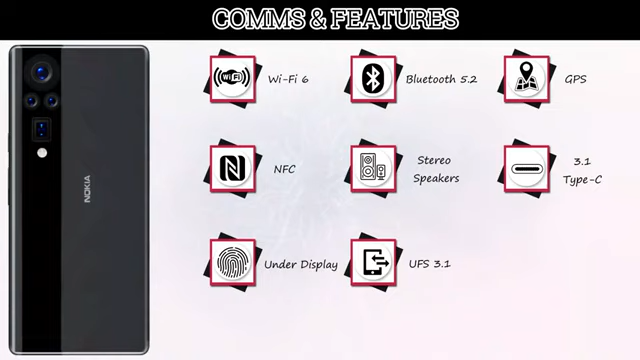 COMMS & FEATURES
WiFi
Wi-Fi 6
Bluetooth 5.2
GPS
NFC
Stereo
Speakers
3.1
Type-C
Under Display
UFS 3.1
NOKIA